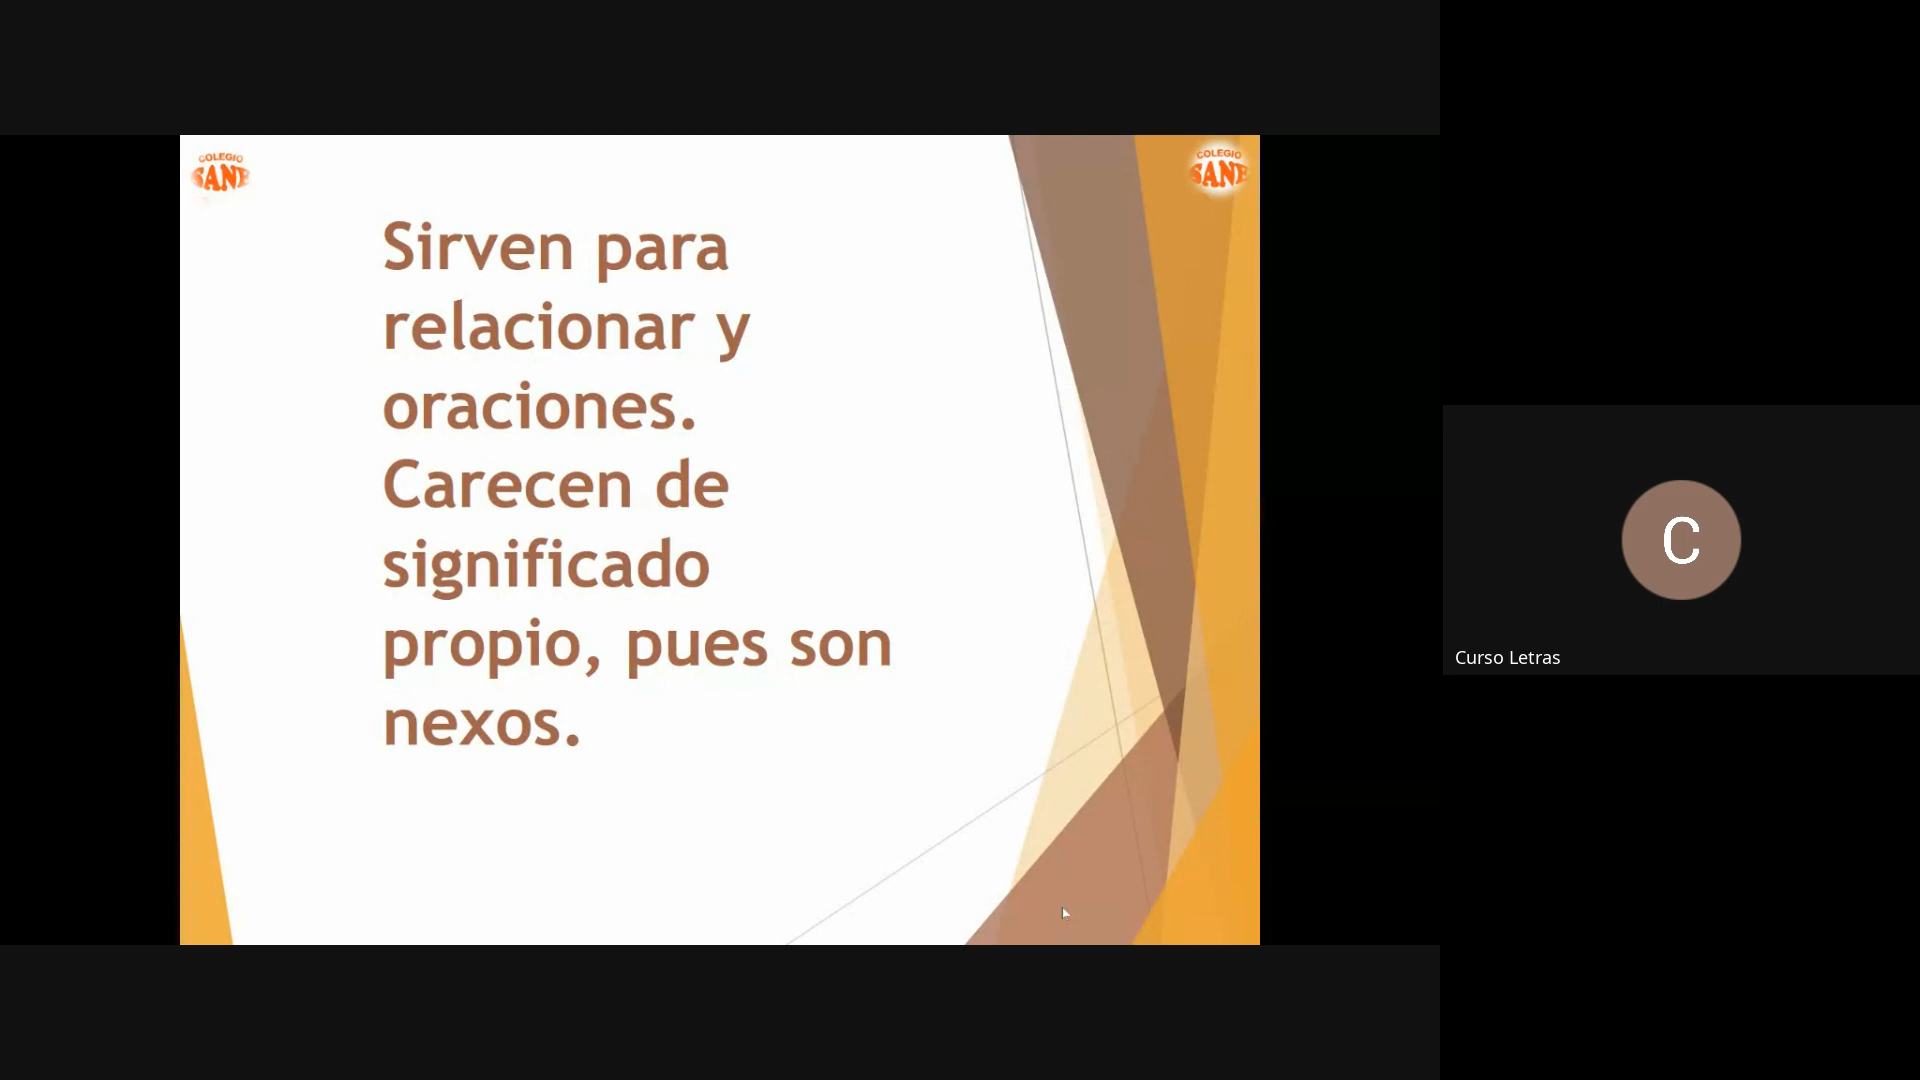 COLEGIO
SANE
COLEGIO
SANE
Sirven para
relacionar y
oraciones.
Carecen de
significado
propio, pues son
nexos.
C
Curso Letras